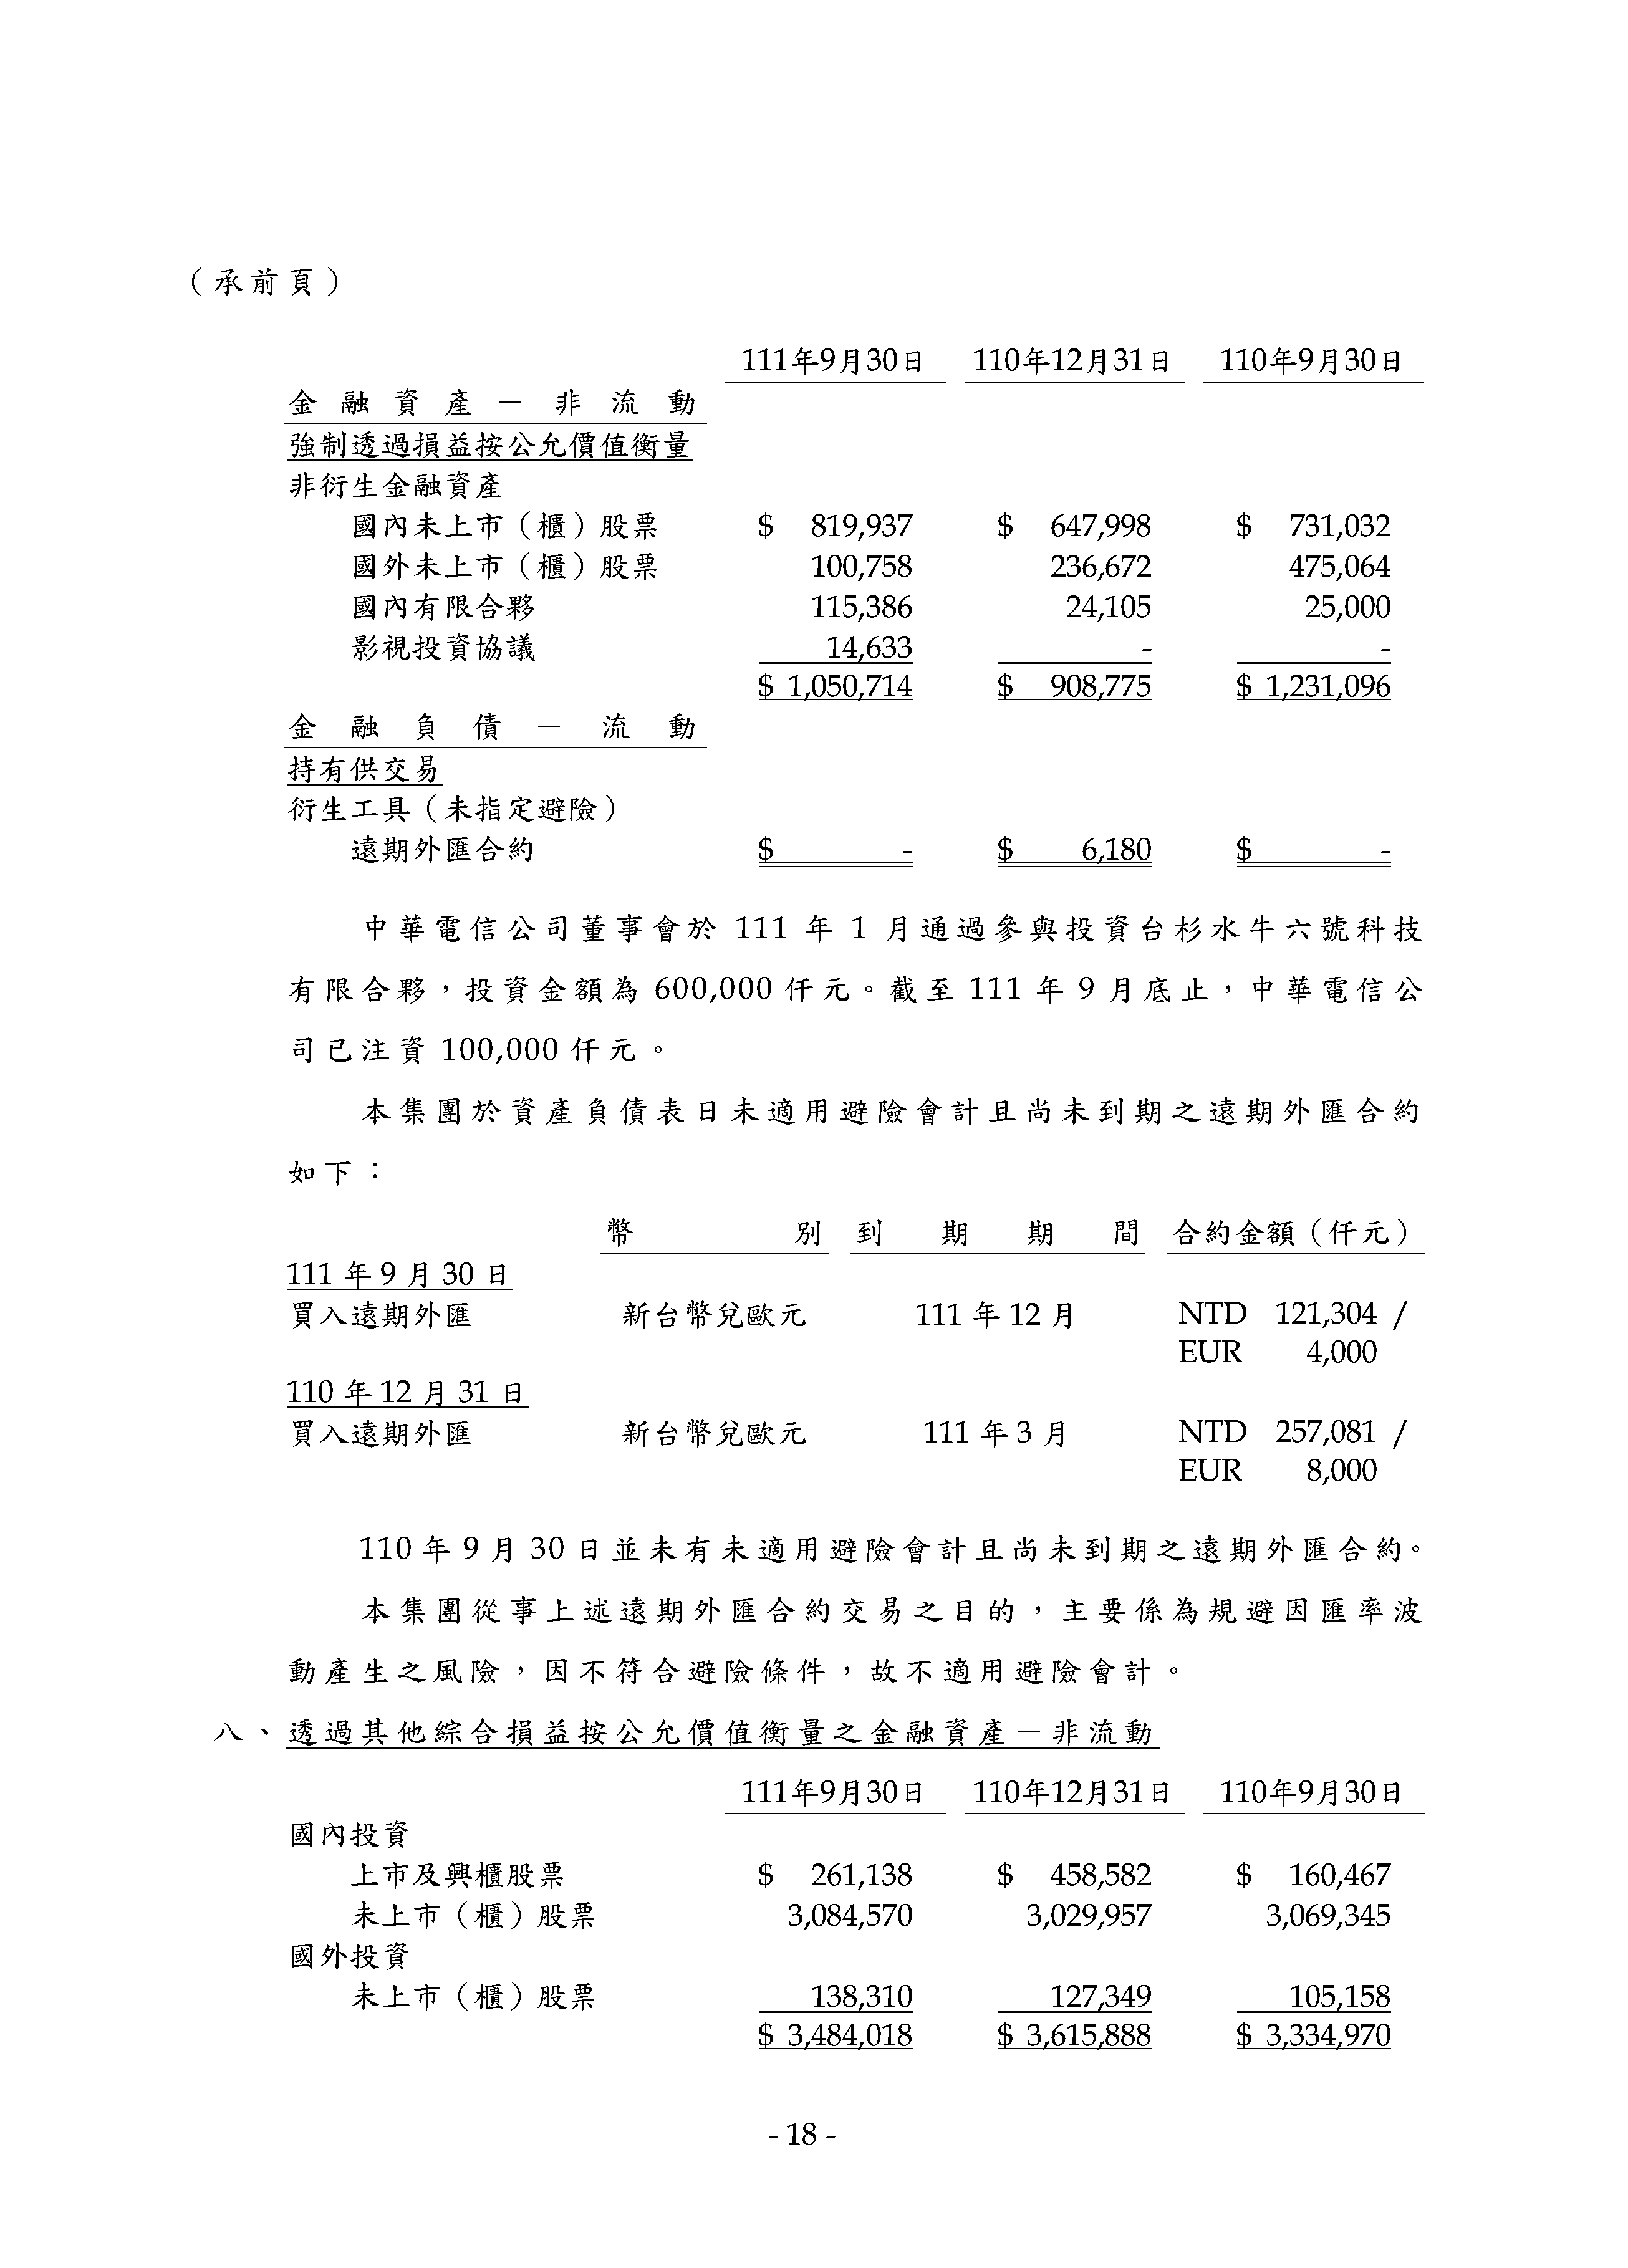 （承前頁）
111年9月30日 110年12月31日 110年9月30日
金融資產－非流動
強制透過損益按公允價值衡量
非衍生金融資產
國內未上市（櫃）股票 $ 819,937 $ 647,998 $ 731,032
國外未上市（櫃）股票 100,758 236,672 475,064
國內有限合夥 115,386 24,105 25,000
影視投資協議 14,633 - -
$ 1,050,714 $ 908,775 $ 1,231,096
金融負債－流動
持有供交易
衍生工具（未指定避險）
遠期外匯合約 $ - $ 6,180 $ -
中華電信公司董事會於 111 年 1 月通過參與投資台杉水牛六號科技
有限合夥，投資金額為 600,000 仟元。截至 111 年 9 月底止，中華電信公
司已注資 100,000 仟元。
本集團於資產負債表日未適用避險會計且尚未到期之遠期外匯合約
如下：
幣別 到期期間 合約金額（仟元）
111 年 9 月 30 日
買入遠期外匯 新台幣兌歐元 111 年 12 月 NTD 121,304 /
EUR 4,000
110 年 12 月 31 日
買入遠期外匯 新台幣兌歐元 111 年 3 月 NTD 257,081 /
EUR 8,000
110 年 9 月 30 日並未有未適用避險會計且尚未到期之遠期外匯合約。
本集團從事上述遠期外匯合約交易之目的，主要係為規避因匯率波
動產生之風險，因不符合避險條件，故不適用避險會計。
八、透過其他綜合損益按公允價值衡量之金融資產－非流動
111年9月30日 110年12月31日 110年9月30日
國內投資
上市及興櫃股票 $ 261,138 $ 458,582 $ 160,467
未上市（櫃）股票 3,084,570 3,029,957 3,069,345
國外投資
未上市（櫃）股票 138,310 127,349 105,158
$ 3,484,018 $ 3,615,888 $ 3,334,970
- 18 -